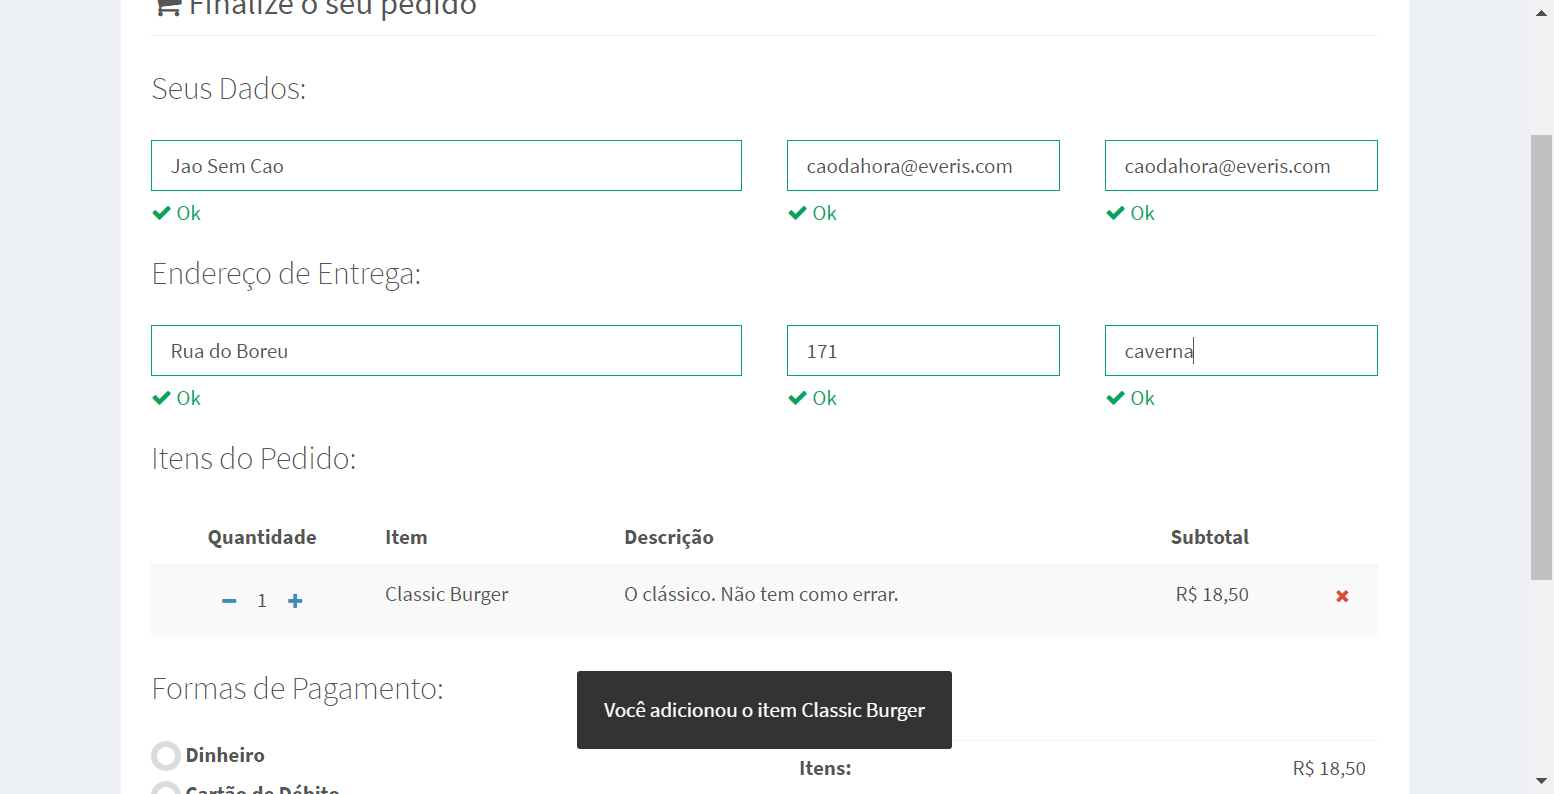 Finalize o seu pedido
Seus Dados:
Jao Sem Cao caodahora@everis.com caodahora@everis.com
Ok Ok Ok
Endereço de Entrega:
Rua do Boreu 171 caverna
Ok Ok Ok
Itens do Pedido:
Quantidade Item Descrição Subtotal
1 Classic Burger O clássico. Não tem como errar. R$ 18,50
Formas de Pagamento:
Você adicionou o item Classic Burger
Dinheiro
Itens: R$ 18,50
Cartão de Débito